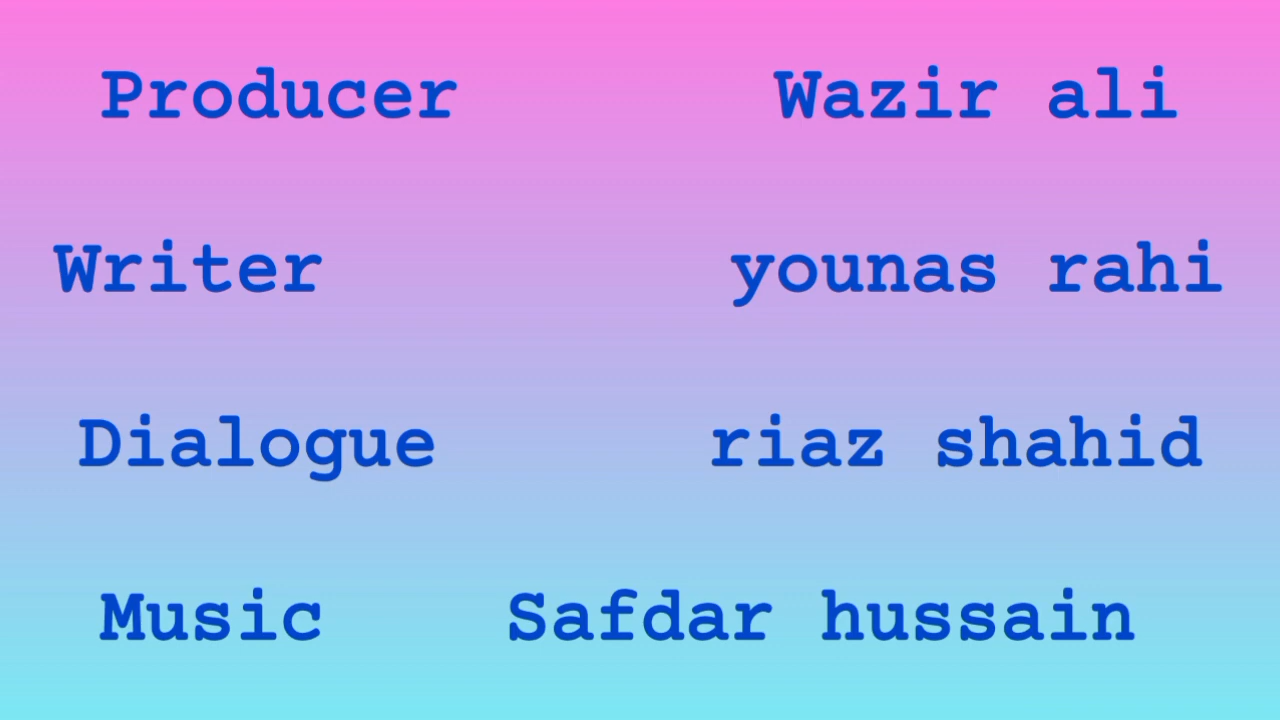 Producer Wazir ali
Writer younas rahi
Dialogue riaz shahid
Music Safdar hussain